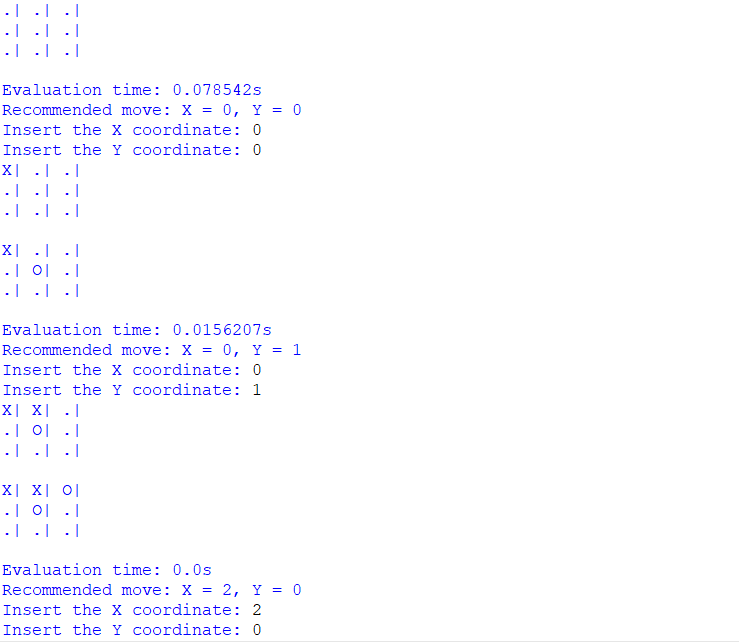 .| .| .|
.| .| .|
.| .| .|

Evaluation time: 0.078542s
Recommended move: X = 0, Y = 0
Insert the X coordinate: 0
Insert the Y coordinate: 0
X| .| .|
.| .| .|
.| .| .|

X| .| .|
.| O| .|
.| .| .|

Evaluation time: 0.0156207s
Recommended move: X = 0, Y = 1
Insert the X coordinate: 0
Insert the Y coordinate: 1
X| X| .|
.| O| .|
.| .| .|

X| X| O|
.| O| .|
.| .| .|

Evaluation time: 0.0s
Recommended move: X = 2, Y = 0
Insert the X coordinate: 2
Insert the Y coordinate: 0